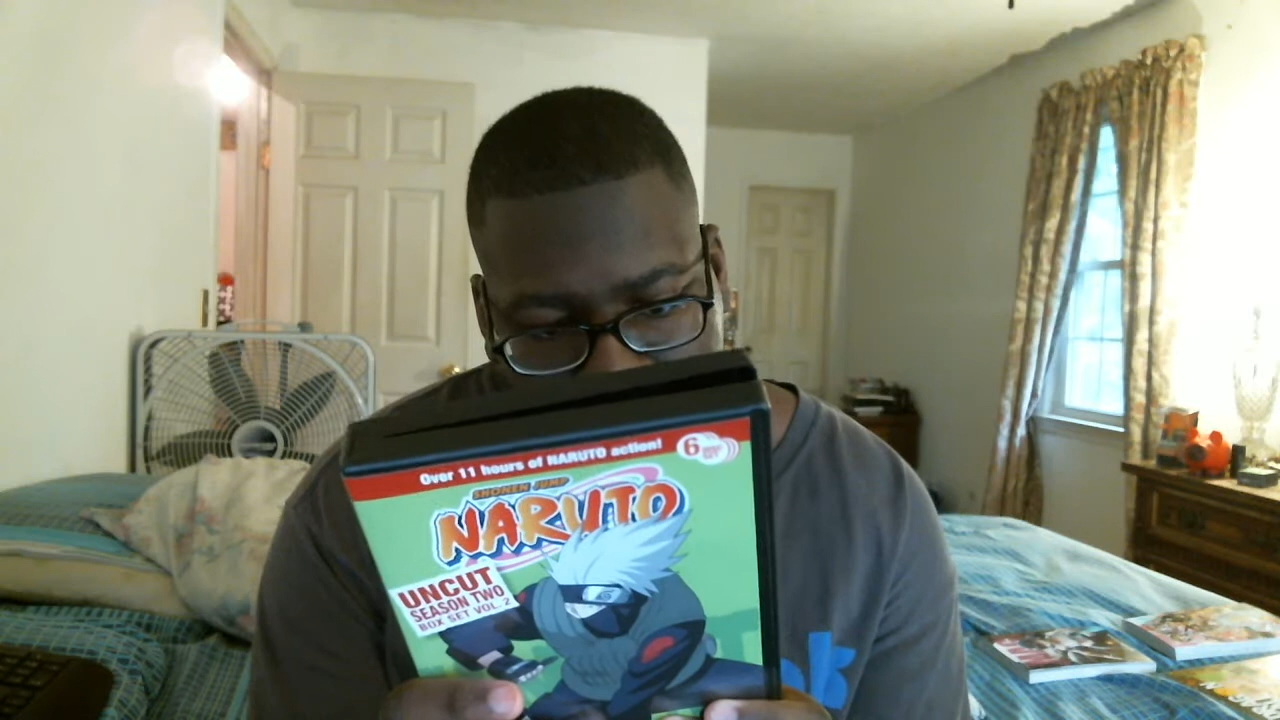 Over 11 hours of NARUTO action!
6
SHONEN JUMP
NARUTO
UNCUT
SEASON TWO
BOX SET VOL. 2